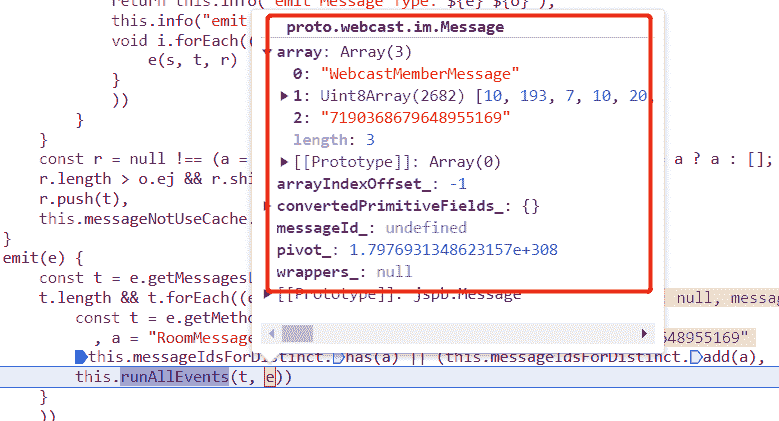 return this.info( emit Message Type: ${e} ${o} ),
this.info("emit
void i.forEach((
e(s, t, r)
}
))
}
}
const r = null !== (a = a ? a : [];
r.length > o.ej && r.shi
r.push(t),
this.messageNotUseCache.
}
emit(e) {
const t = e.getMessagesL
t.length && t.forEach((e null, messag
const t = e.getMetho
, a = "RoomMessage 648955169"
this.messageIdsForDistinct.has(a) || (this.messageIdsForDistinct.add(a),
this.runAllEvents(t, e))
}
))
proto.webcast.im.Message
array: Array(3)
0: "WebcastMemberMessage"
1: Uint8Array(2682) [10, 193, 7, 10, 20,
2: "7190368679648955169"
length: 3
[[Prototype]]: Array(0)
arrayIndexOffset_: -1
convertedPrimitiveFields_: {}
messageId_: undefined
pivot_: 1.7976931348623157e+308
wrappers_: null
[[Prototype]]: jspb.Message